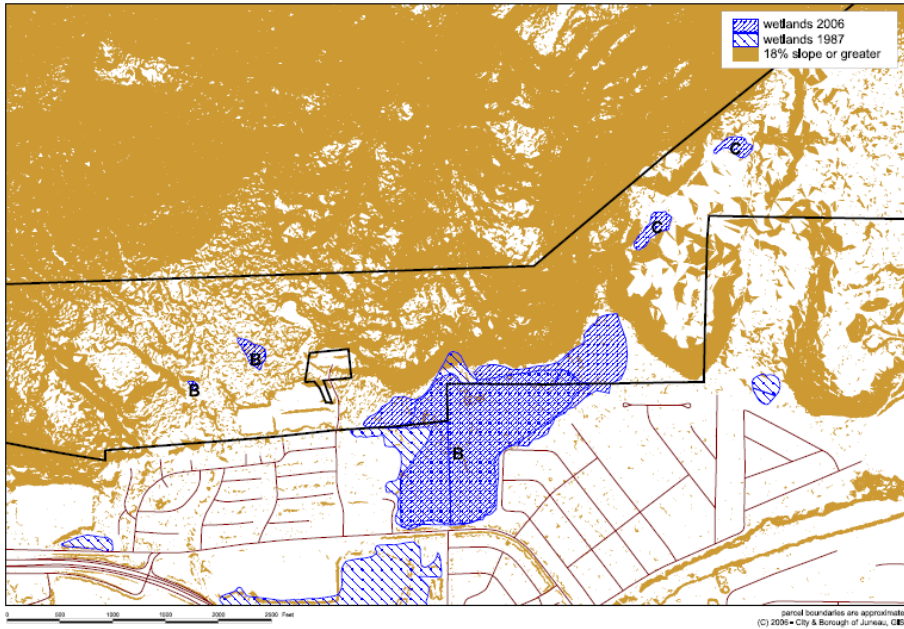 wetlands 2006
wetlands 1987
18% slope or greater
C
C
B
B
B
0 500 1000 1500 2000 2500 Feet
parcel boundaries are approximate
(C) 2006 - City & Borough of Juneau, GIS